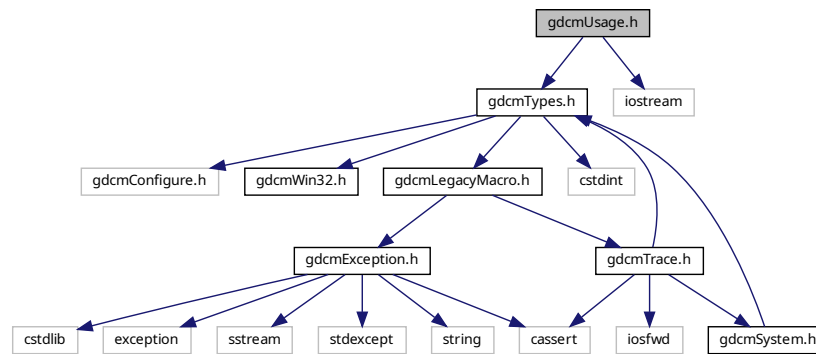 gdcmUsage.h
gdcmTypes.h
iostream
gdcmConfigure.h
gdcmWin32.h
gdcmLegacyMacro.h
cstdint
gdcmException.h
gdcmTrace.h
cstdlib
exception
sstream
stdexcept
string
cassert
iosfwd
gdcmSystem.h